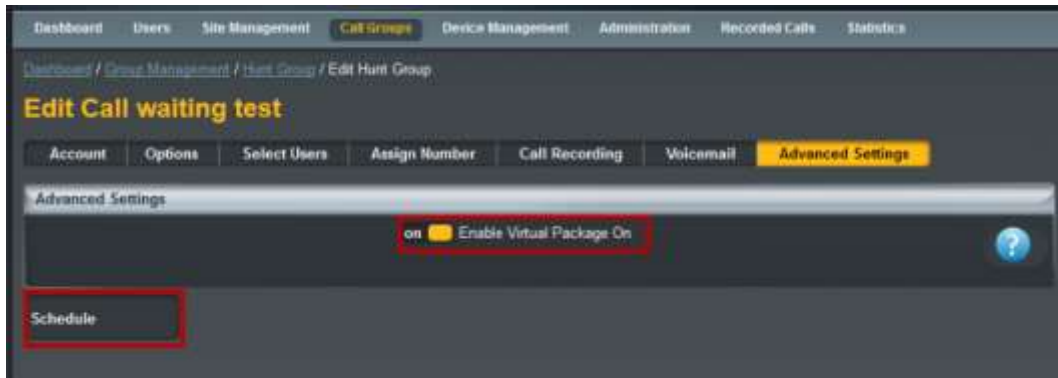 Dashboard Users Site Management Call Groups Device Management Administration Recorded Calls Statistics
Dashboard / Group Management / Hunt Group / Edit Hunt Group
Edit Call waiting test
Account Options Select Users Assign Number Call Recording Voicemail Advanced Settings
Advanced Settings
on Enable Virtual Package On
?
Schedule